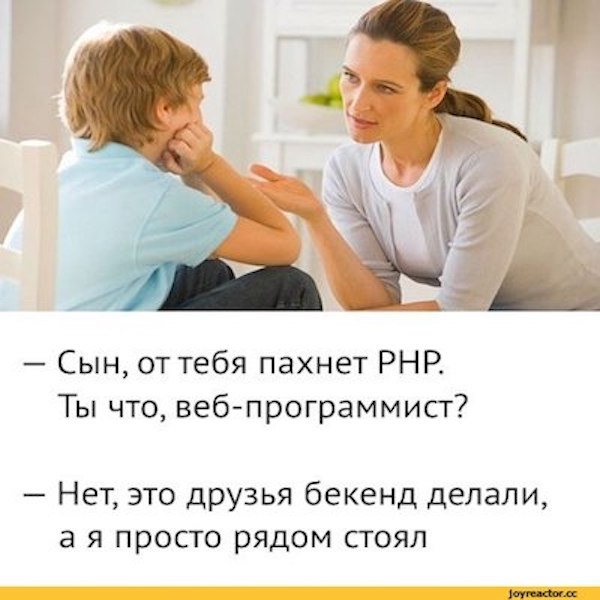 — Сын, от тебя пахнет PHP.
Ты что, веб-программист?
— Нет, это друзья бекенд делали,
а я просто рядом стоял
joyreactor.cc